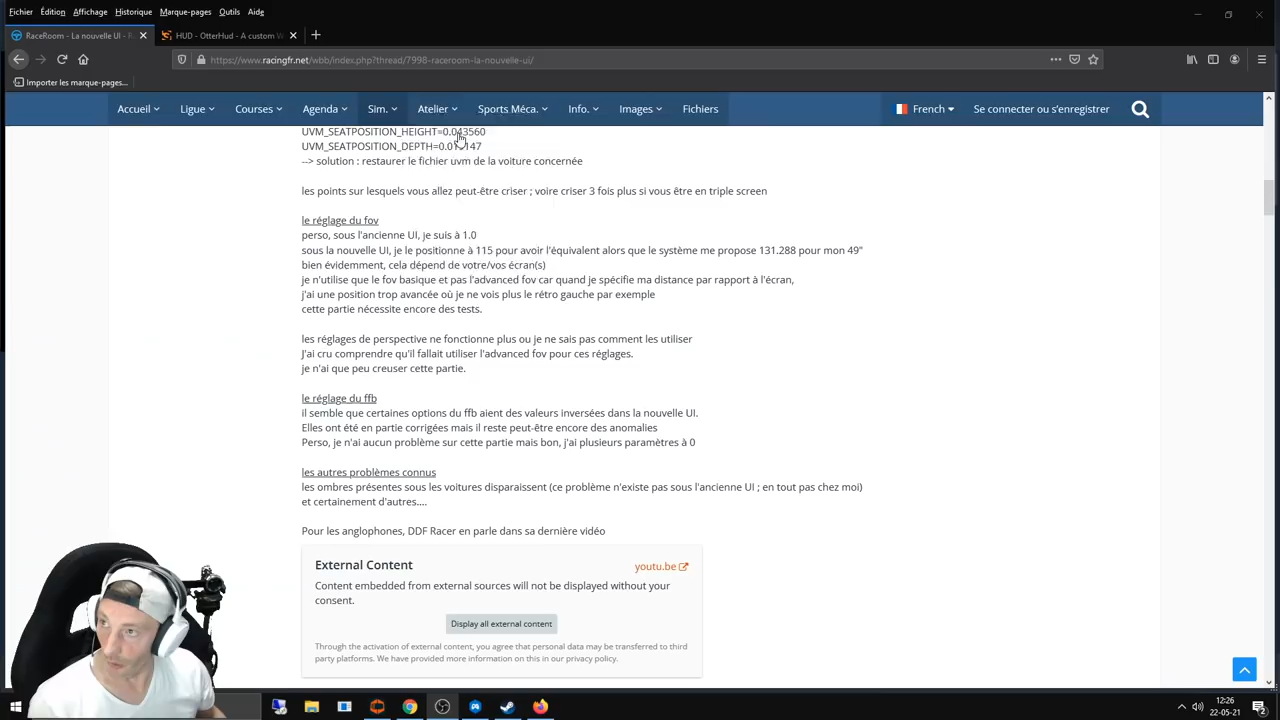 Fichier Édition Affichage Historique Marque-pages Outils Aide
RaceRoom - La nouvelle UI - R
HUD - OtterHud - A custom W
https://www.racingfr.net/wbb/index.php?thread/7998-raceroom-la-nouvelle-ui/
Importer les marque-pages...
Accueil Ligue Courses Agenda Sim. Atelier Sports Méca. Info. Images Fichiers French Se connecter ou s'enregistrer
UVM_SEATPOSITION_HEIGHT=0.043560
--> solution : restaurer le fichier uvm de la voiture concernée
les points sur lesquels vous allez peut-être criser ; voire criser 3 fois plus si vous être en triple screen
le réglage du fov
perso, sous l'ancienne UI, je suis à 1.0
sous la nouvelle UI, je le positionne à 115 pour avoir l'équivalent alors que le système me propose 131.288 pour mon 49"
bien évidemment, cela dépend de votre/vos écran(s)
je n'utilise que le fov basique et pas l'advanced fov car quand je spécifie ma distance par rapport à l'écran,
j'ai une position trop avancée où je ne vois plus le rétro gauche par exemple
cette partie nécessite encore des tests.
les réglages de perspective ne fonctionne plus ou je ne sais pas comment les utiliser
J'ai cru comprendre qu'il fallait utiliser l'advanced fov pour ces réglages.
je n'ai que peu creuser cette partie.
le réglage du ffb
il semble que certaines options du ffb aient des valeurs inversées dans la nouvelle UI.
Elles ont été en partie corrigées mais il reste peut-être encore des anomalies
Perso, je n'ai aucun problème sur cette partie mais bon, j'ai plusieurs paramètres à 0
les autres problèmes connus
les ombres présentes sous les voitures disparaissent (ce problème n'existe pas sous l'ancienne UI ; en tout pas chez moi)
et certainement d'autres....
Pour les anglophones, DDF Racer en parle dans sa dernière vidéo
External Content
youtu.be
Content embedded from external sources will not be displayed without your
consent.
Display all external content
Through the activation of external content, you agree that personal data may be transferred to third
party platforms. We have provided more information on this in our privacy policy.
12:26
22-05-21
2